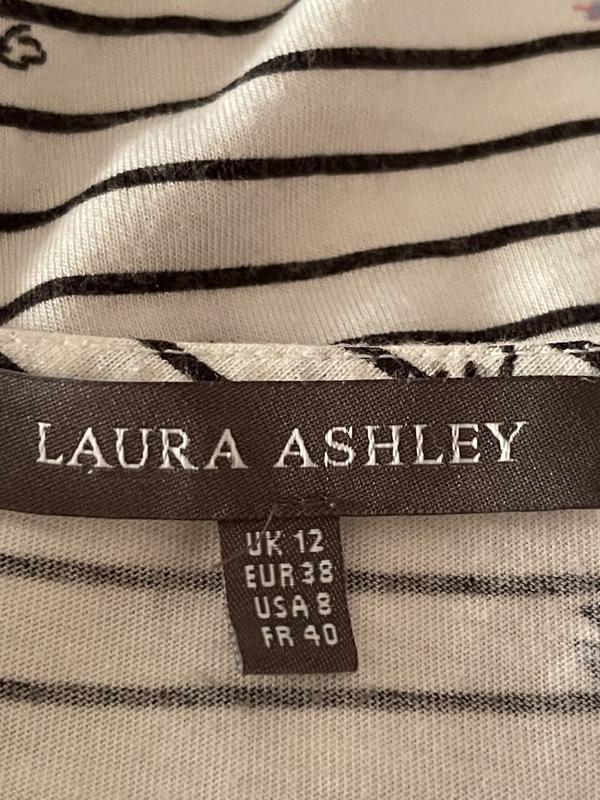 LAURA ASHLEY
UK 12
EUR 38
USA 8
FR 40